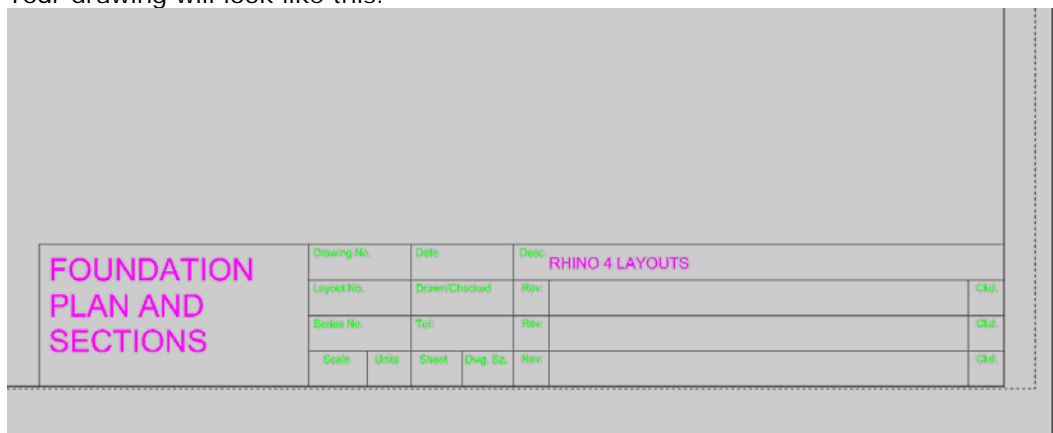 Your drawing will look like this:
FOUNDATION
PLAN AND
SECTIONS
Drawing No.
Date
Desc.
RHINO 4 LAYOUTS
Layout No.
Drawn/Checked
Rev:
Ckd.
Series No.
Tol:
Rev:
Ckd.
Scale
Units
Sheet
Dwg. Sz.
Rev:
Ckd.